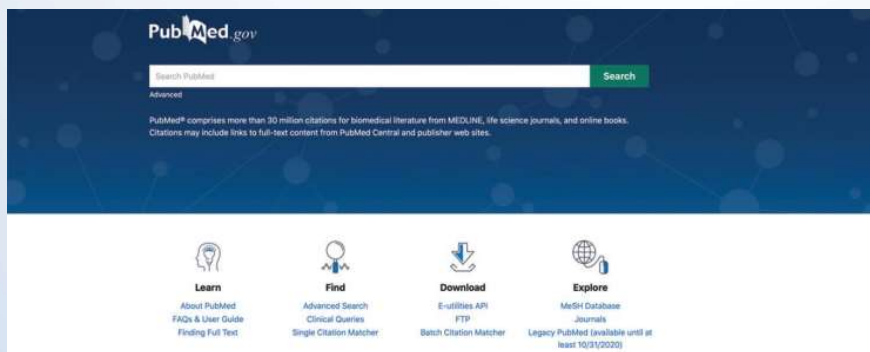 PubMed.gov
Search PubMed
Search
Advanced
PubMed® comprises more than 30 million citations for biomedical literature from MEDLINE, life science journals, and online books.
Citations may include links to full-text content from PubMed Central and publisher web sites.
Learn
About PubMed
FAQs & User Guide
Finding Full Text
Find
Advanced Search
Clinical Queries
Single Citation Matcher
Download
E-utilities API
FTP
Batch Citation Matcher
Explore
MeSH Database
Journals
Legacy PubMed (available until at
least 10/31/2020)